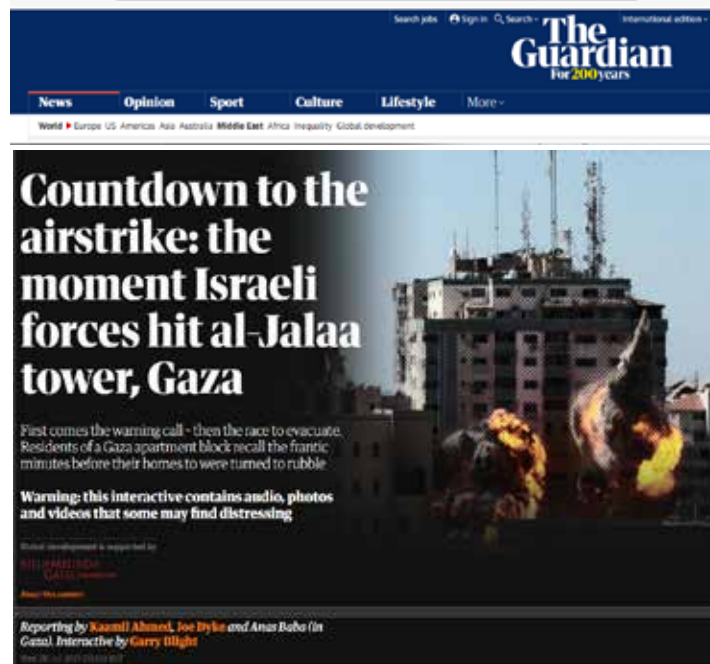 Search jobs Sign in Search International edition
The
Guardian
For 200 years
News Opinion Sport Culture Lifestyle More
World Europe US Americas Asia Australia Middle East Africa Inequality Global development
Countdown to the
airstrike: the
moment Israeli
forces hit al-Jalaa
tower, Gaza
First comes the warning call - then the race to evacuate.
Residents of a Gaza apartment block recall the frantic
minutes before their homes to were turned to rubble
Warning: this interactive contains audio, photos
and videos that some may find distressing
Global development is supported by
About this content
Reporting by Kaamil Ahmed, Joe Dyke and Anas Baba (in
Gaza). Interactive by Garry Blight